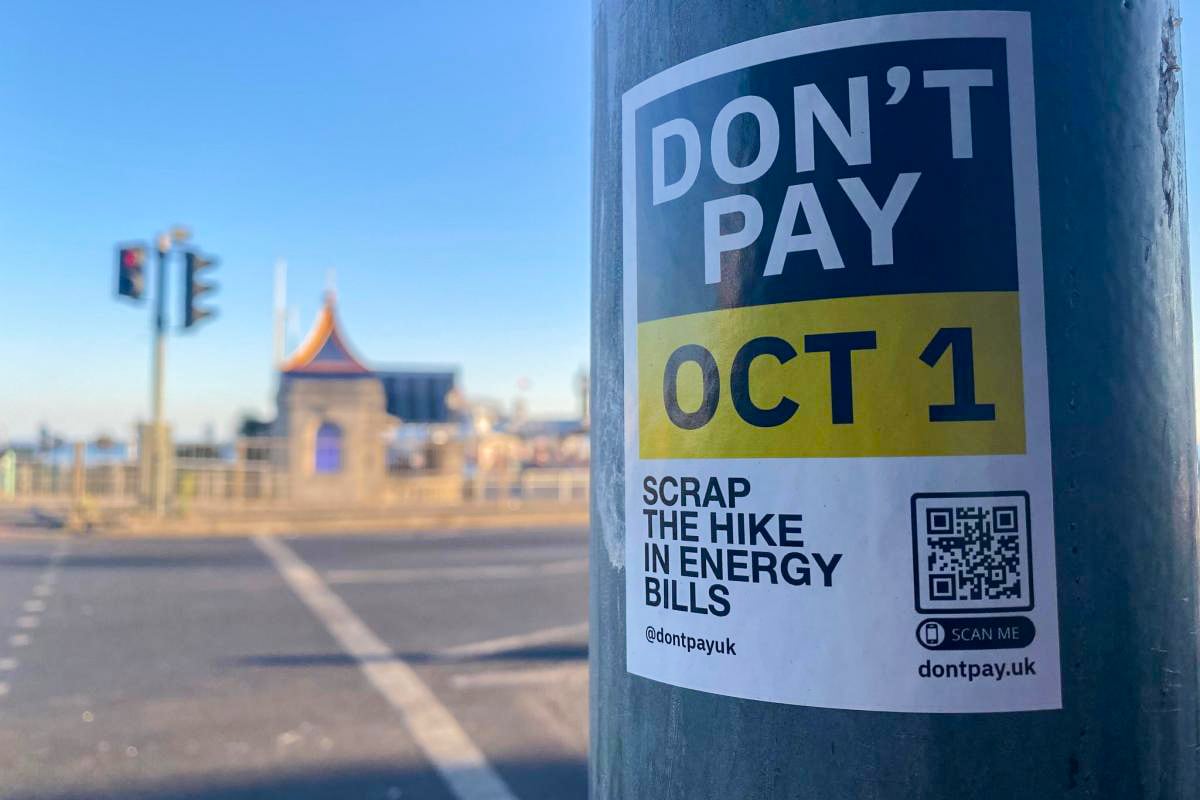 DON'T
PAY
OCT 1
SCRAP
THE HIKE
IN ENERGY
BILLS
@dontpayuk
SCAN ME
dontpay.uk